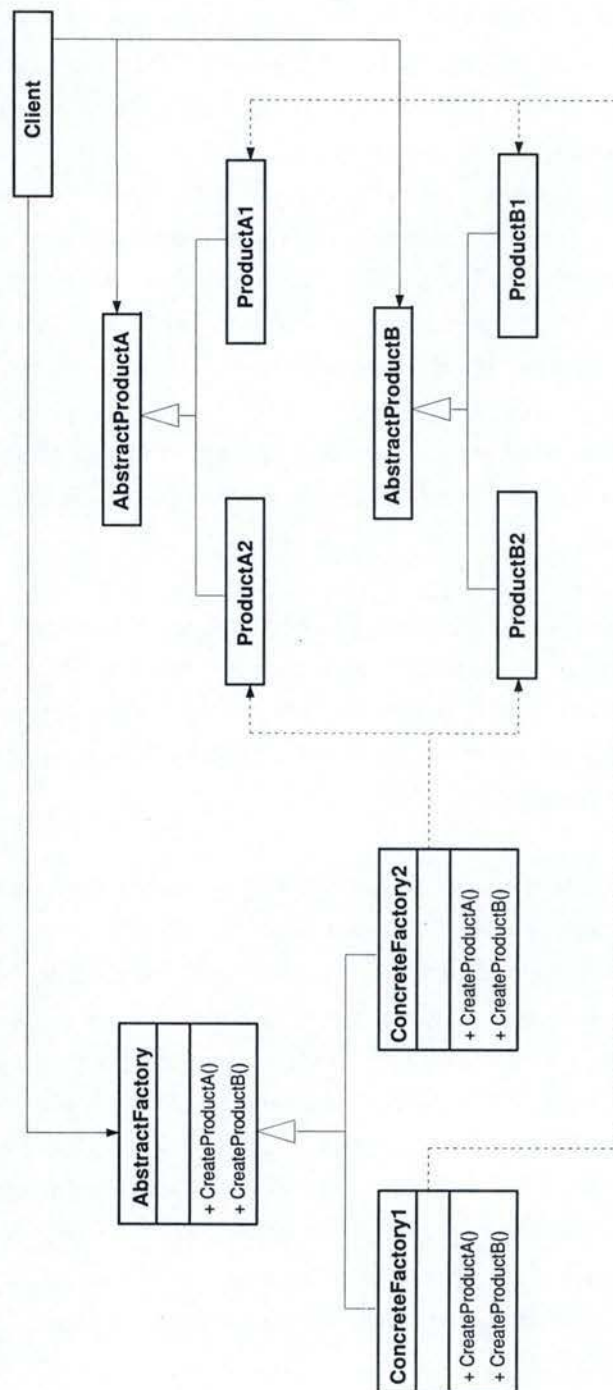 Client
AbstractFactory
+ CreateProductA()
+ CreateProductB()
AbstractProductA
ProductA2
ProductA1
ConcreteFactory1
+ CreateProductA()
+ CreateProductB()
ConcreteFactory2
+ CreateProductA()
+ CreateProductB()
AbstractProductB
ProductB2
ProductB1